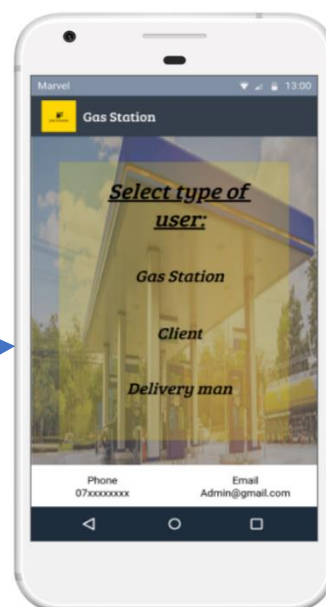 Marvel 13:00
Gas Station
Select type of
user:
Gas Station
Client
Delivery man
Phone Email
07xxxxxxxx Admin@gmail.com